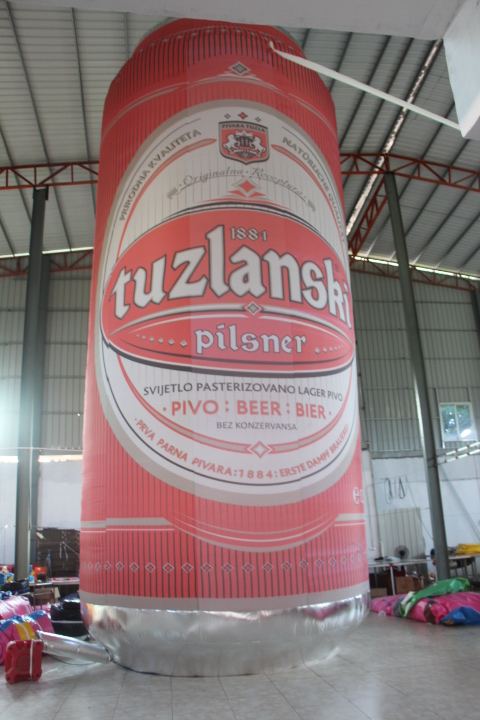 PIVARA TUZLA
PRIRODNA KVALITETA
Originalna Receptura
1884
tuzlanski
pilsner
SVIJETLO PASTERIZOVANO LAGER PIVO
· PIVO : BEER : BIER ·
BEZ KONZERVANSA
· PRVA PARNA PIVARA : 1884 : ERSTE DAMPF BRAUEREI